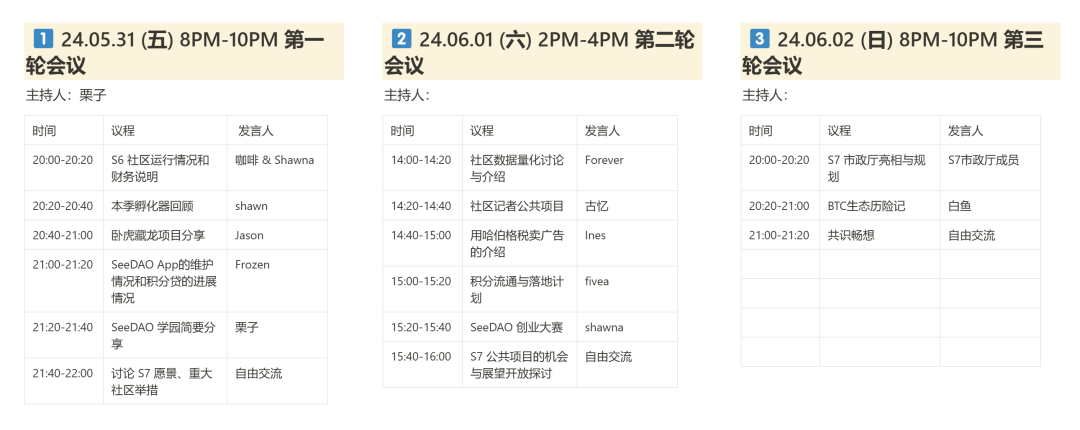 1 24.05.31 (五) 8PM-10PM 第一
轮会议
主持人：栗子
时间 议程 发言人
20:00-20:20 S6 社区运行情况和 咖啡 & Shawna
财务说明
20:20-20:40 本季孵化器回顾 shawn
20:40-21:00 卧虎藏龙项目分享 Jason
21:00-21:20 SeeDAO App的维护 Frozen
情况和积分贷的进展
情况
21:20-21:40 SeeDAO 学园简要分 栗子
享
21:40-22:00 讨论 S7 愿景、重大 自由交流
社区举措
2 24.06.01 (六) 2PM-4PM 第二轮
会议
主持人：
时间 议程 发言人
14:00-14:20 社区数据量化讨论 Forever
与介绍
14:20-14:40 社区记者公共项目 古忆
14:40-15:00 用哈伯格税卖广告 Ines
的介绍
15:00-15:20 积分流通与落地计 fivea
划
15:20-15:40 SeeDAO 创业大赛 shawna
15:40-16:00 S7 公共项目的机会 自由交流
与展望开放探讨
3 24.06.02 (日) 8PM-10PM 第三
轮会议
主持人：
时间 议程 发言人
20:00-20:20 S7 市政厅亮相与规 S7市政厅成员
划
20:20-21:00 BTC生态历险记 白鱼
21:00-21:20 共识畅想 自由交流